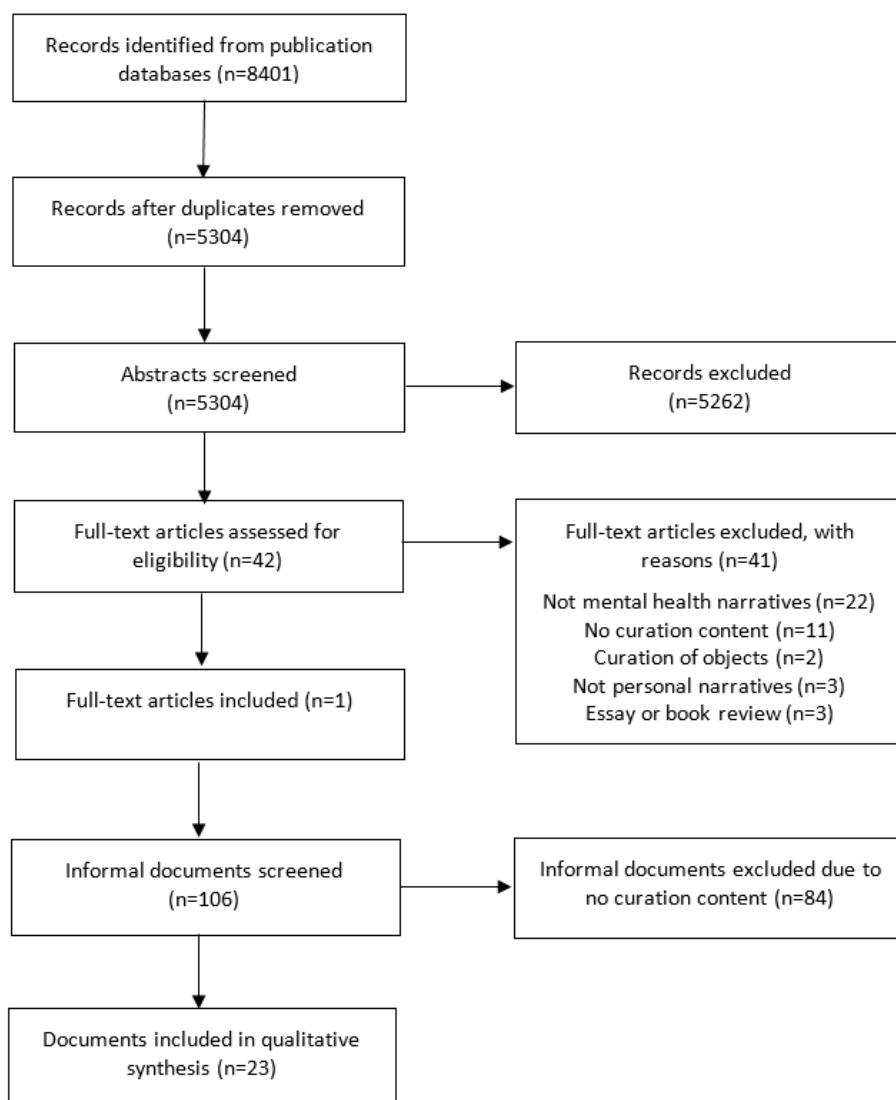 Records identified from publication
databases (n=8401)
Records after duplicates removed
(n=5304)
Abstracts screened
(n=5304)
Records excluded
(n=5262)
Full-text articles assessed for
eligibility (n=42)
Full-text articles excluded, with
reasons (n=41)
Not mental health narratives (n=22)
No curation content (n=11)
Curation of objects (n=2)
Not personal narratives (n=3)
Essay or book review (n=3)
Full-text articles included (n=1)
Informal documents screened
(n=106)
Informal documents excluded due to
no curation content (n=84)
Documents included in qualitative
synthesis (n=23)